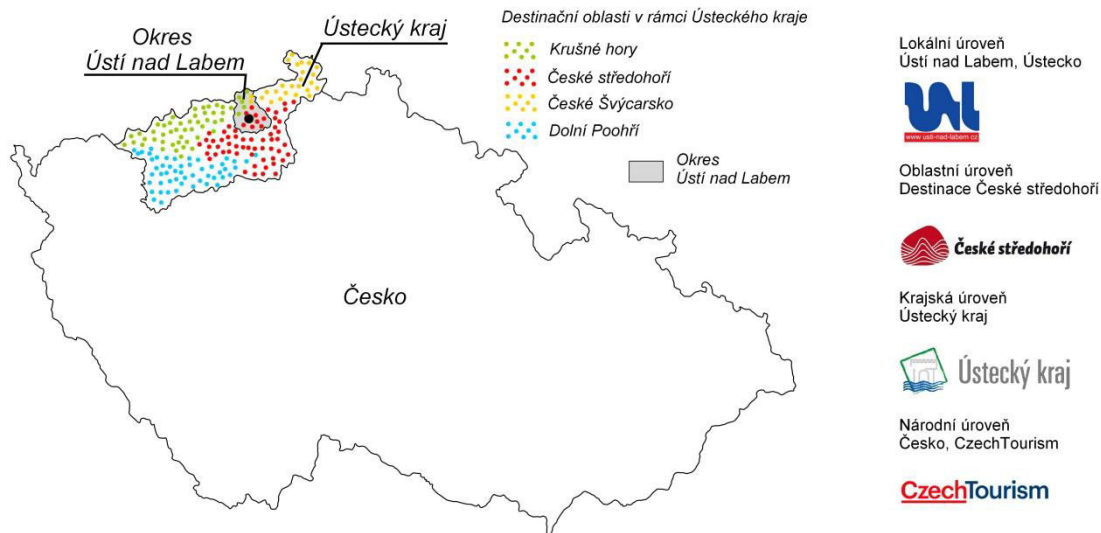 Okres
Ústí nad Labem
Ústecký kraj
Česko
Destinační oblasti v rámci Ústeckého kraje
Krušné hory
České středohoří
České Švýcarsko
Dolní Poohří
Okres
Ústí nad Labem
Lokální úroveň
Ústí nad Labem, Ústecko
UL
www.usti-nad-labem.cz
Oblastní úroveň
Destinace České středohoří
České středohoří
Krajská úroveň
Ústecký kraj
Ústecký kraj
Národní úroveň
Česko, CzechTourism
CzechTourism